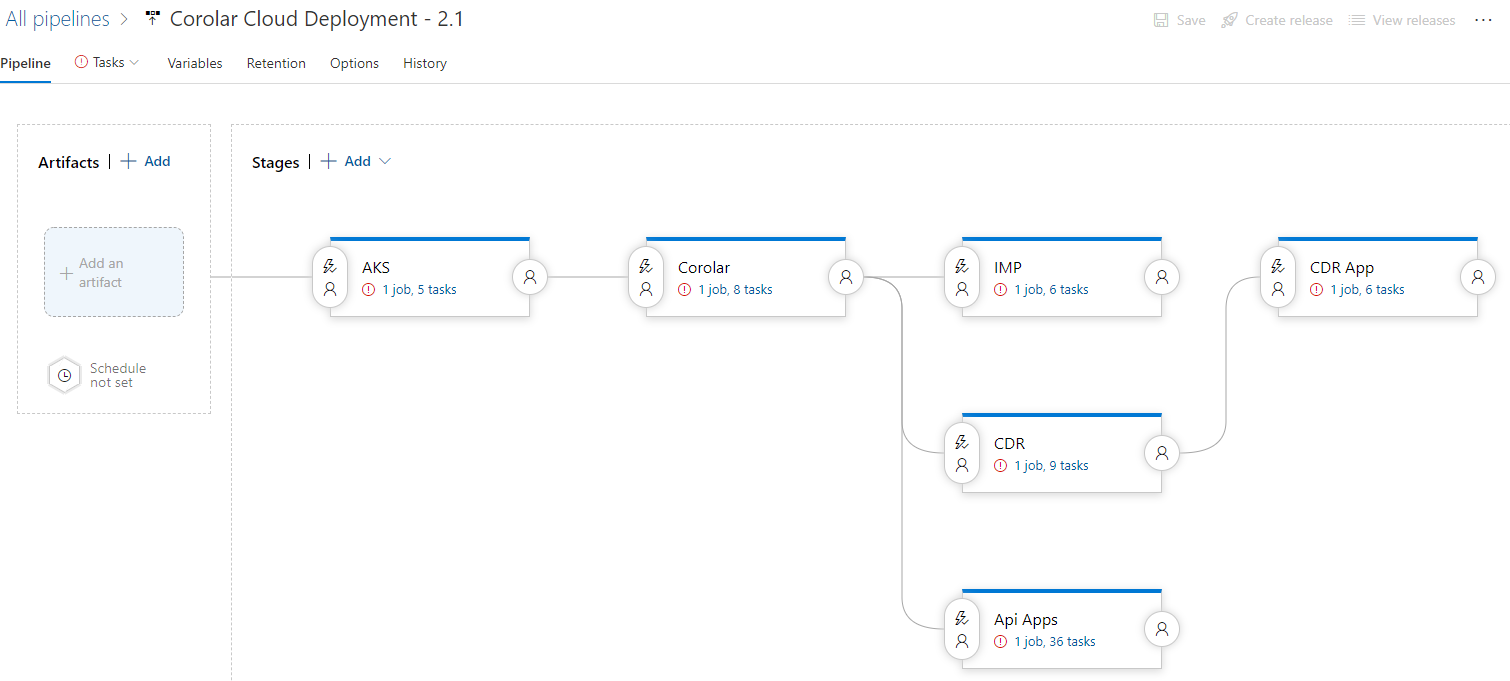 All pipelines > Corolar Cloud Deployment - 2.1
Save Create release View releases ...
Pipeline Tasks Variables Retention Options History
Artifacts | + Add
Stages | + Add
Add an
artifact
Schedule
not set
AKS
1 job, 5 tasks
Corolar
1 job, 8 tasks
IMP
1 job, 6 tasks
CDR App
1 job, 6 tasks
CDR
1 job, 9 tasks
Api Apps
1 job, 36 tasks